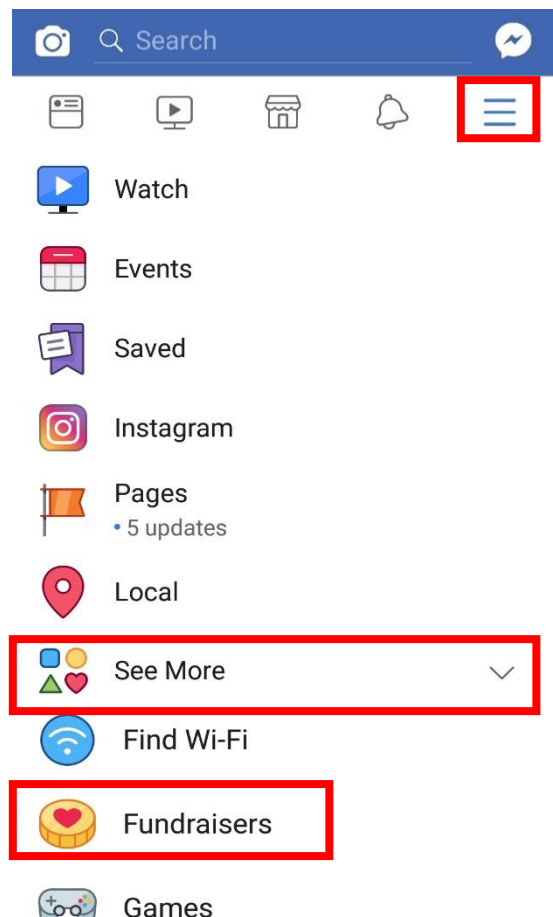 Search
Watch
Events
Saved
Instagram
Pages
• 5 updates
Local
See More
Find Wi-Fi
Fundraisers
Games